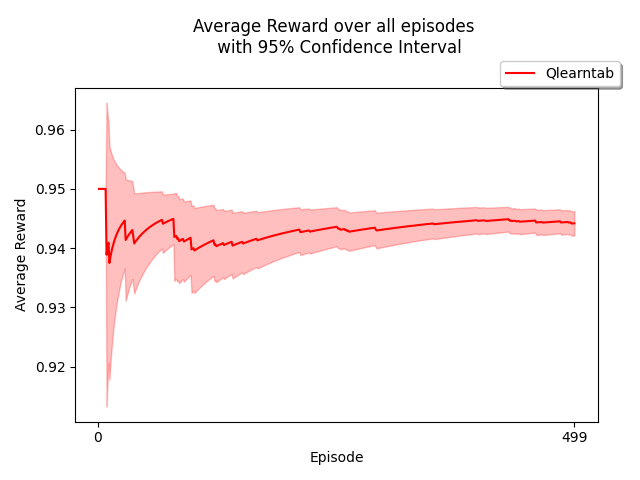 Average Reward over all episodes
with 95% Confidence Interval
Qlearntab
0.96
0.95
0.94
0.93
0.92
Average Reward
0
499
Episode